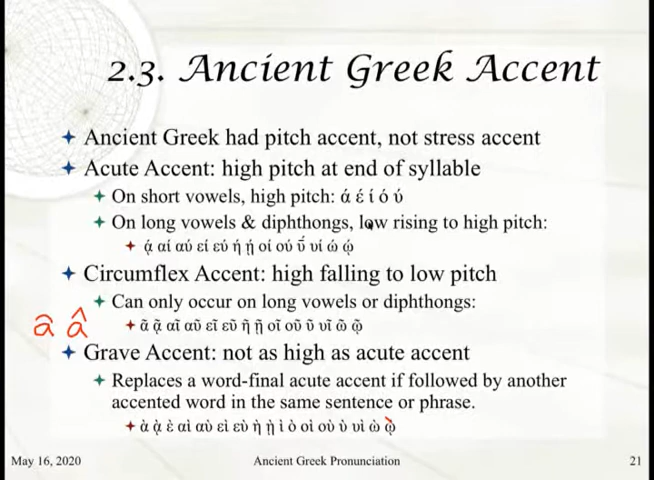 2.3. Ancient Greek Accent
Ancient Greek had pitch accent, not stress accent
Acute Accent: high pitch at end of syllable
On short vowels, high pitch: ά έ ί ό ύ
On long vowels & diphthongs, low rising to high pitch:
ᾴ αί αύ εί εύ ή ῄ οί ού ῡ́ υί ώ ῴ
Circumflex Accent: high falling to low pitch
Can only occur on long vowels or diphthongs:
ᾶ ᾷ αῖ αῦ εῖ εῦ ῆ ῇ οῖ οῦ ῦ υῖ ῶ ῷ
ᾶ â
Grave Accent: not as high as acute accent
Replaces a word-final acute accent if followed by another
accented word in the same sentence or phrase.
ὰ ᾲ ὲ αὶ αὺ εὶ εὺ ὴ ῂ ὶ ὸ οὶ οὺ ὺ υὶ ὼ ῲ
May 16, 2020
Ancient Greek Pronunciation
21